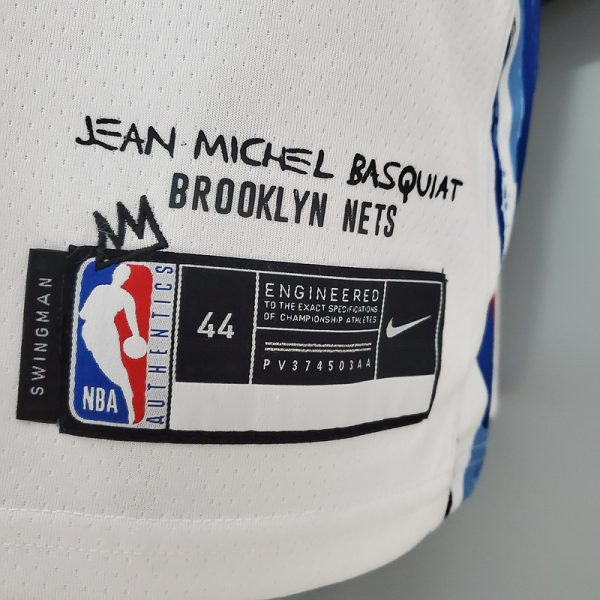 JEAN MICHEL BASQUIAT
BROOKLYN NETS
SWINGMAN
NBA
AUTHENTICS
44
ENGINEERED
TO THE EXACT SPECIFICATIONS
OF CHAMPIONSHIP ATHLETES
PV374503AA